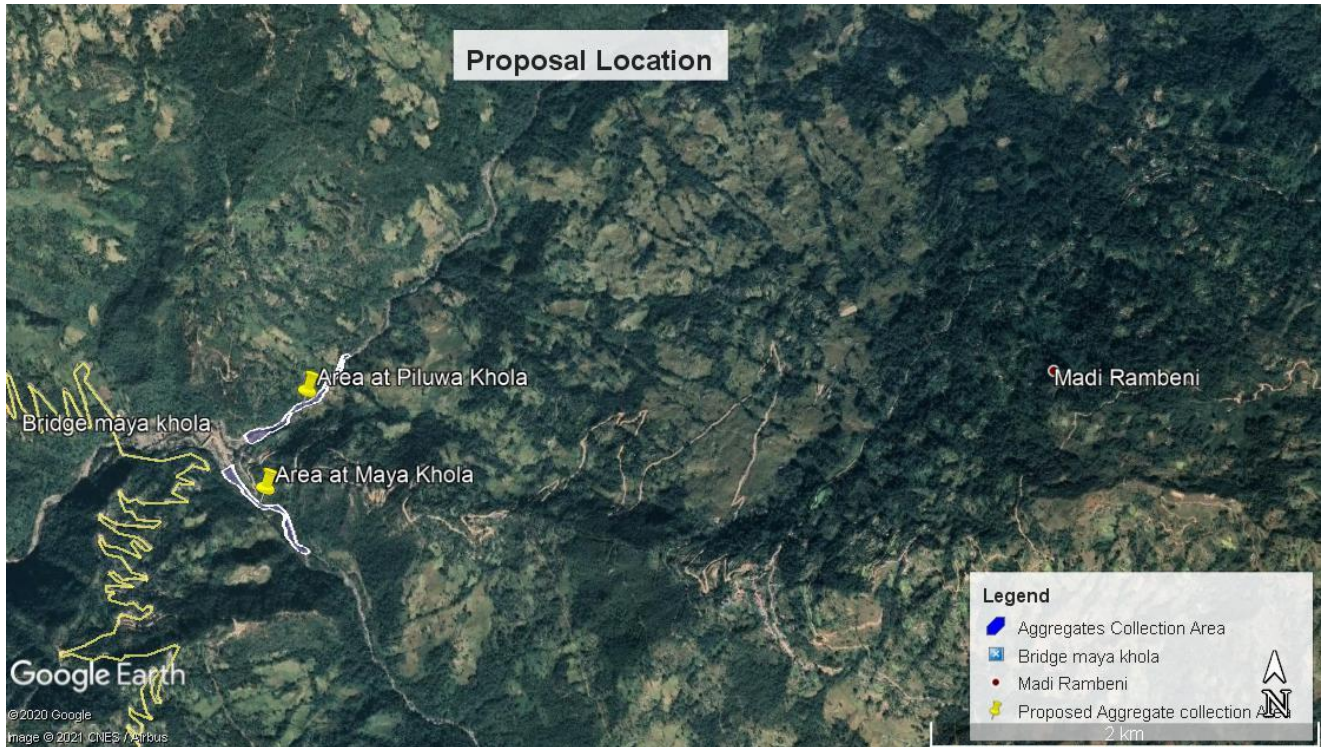 Proposal Location
Area at Piluwa Khola
Madi Rambeni
Bridge maya khola
Area at Maya Khola
Legend
Aggregates Collection Area
Bridge maya khola
Madi Rambeni
Proposed Aggregate collection Area
N
2 km
Google Earth
© 2020 Google
Image © 2021 CNES / Airbus